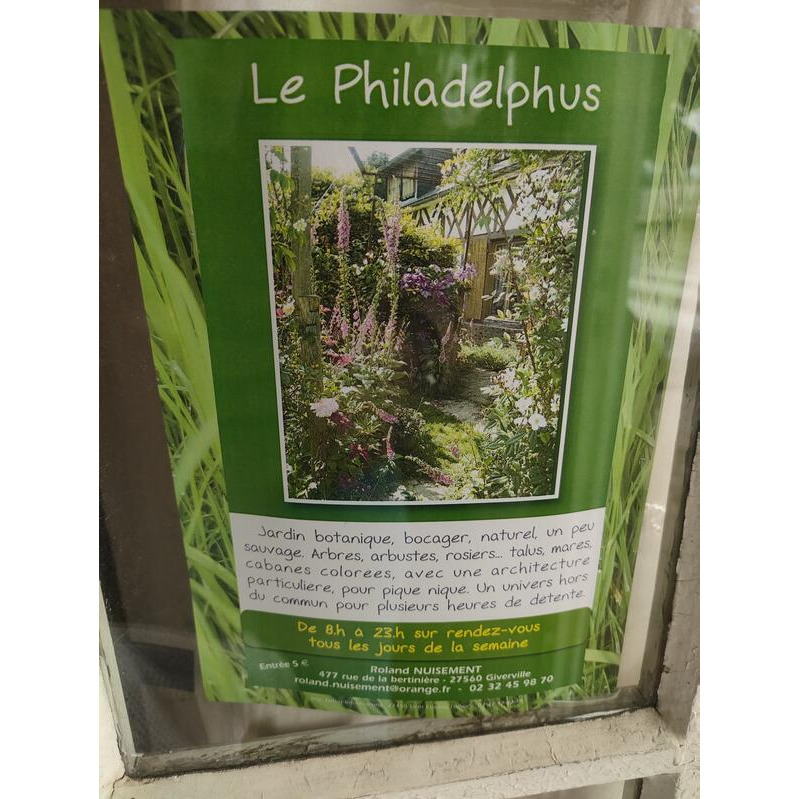 Le Philadelphus
Jardin botanique, bocager, naturel, un peu
sauvage. Arbres, arbustes, rosiers... talus, mares,
cabanes colorees, avec une architecture
particuliere, pour pique nique. Un univers hors
du commun pour plusieurs heures de detente.
De 8.h à 23.h sur rendez-vous
tous les jours de la semaine
Entrée 5 €
Roland NUISEMENT
477 rue de la bertinière - 27560 Giverville
roland.nuisement@orange.fr - 02 32 45 98 70